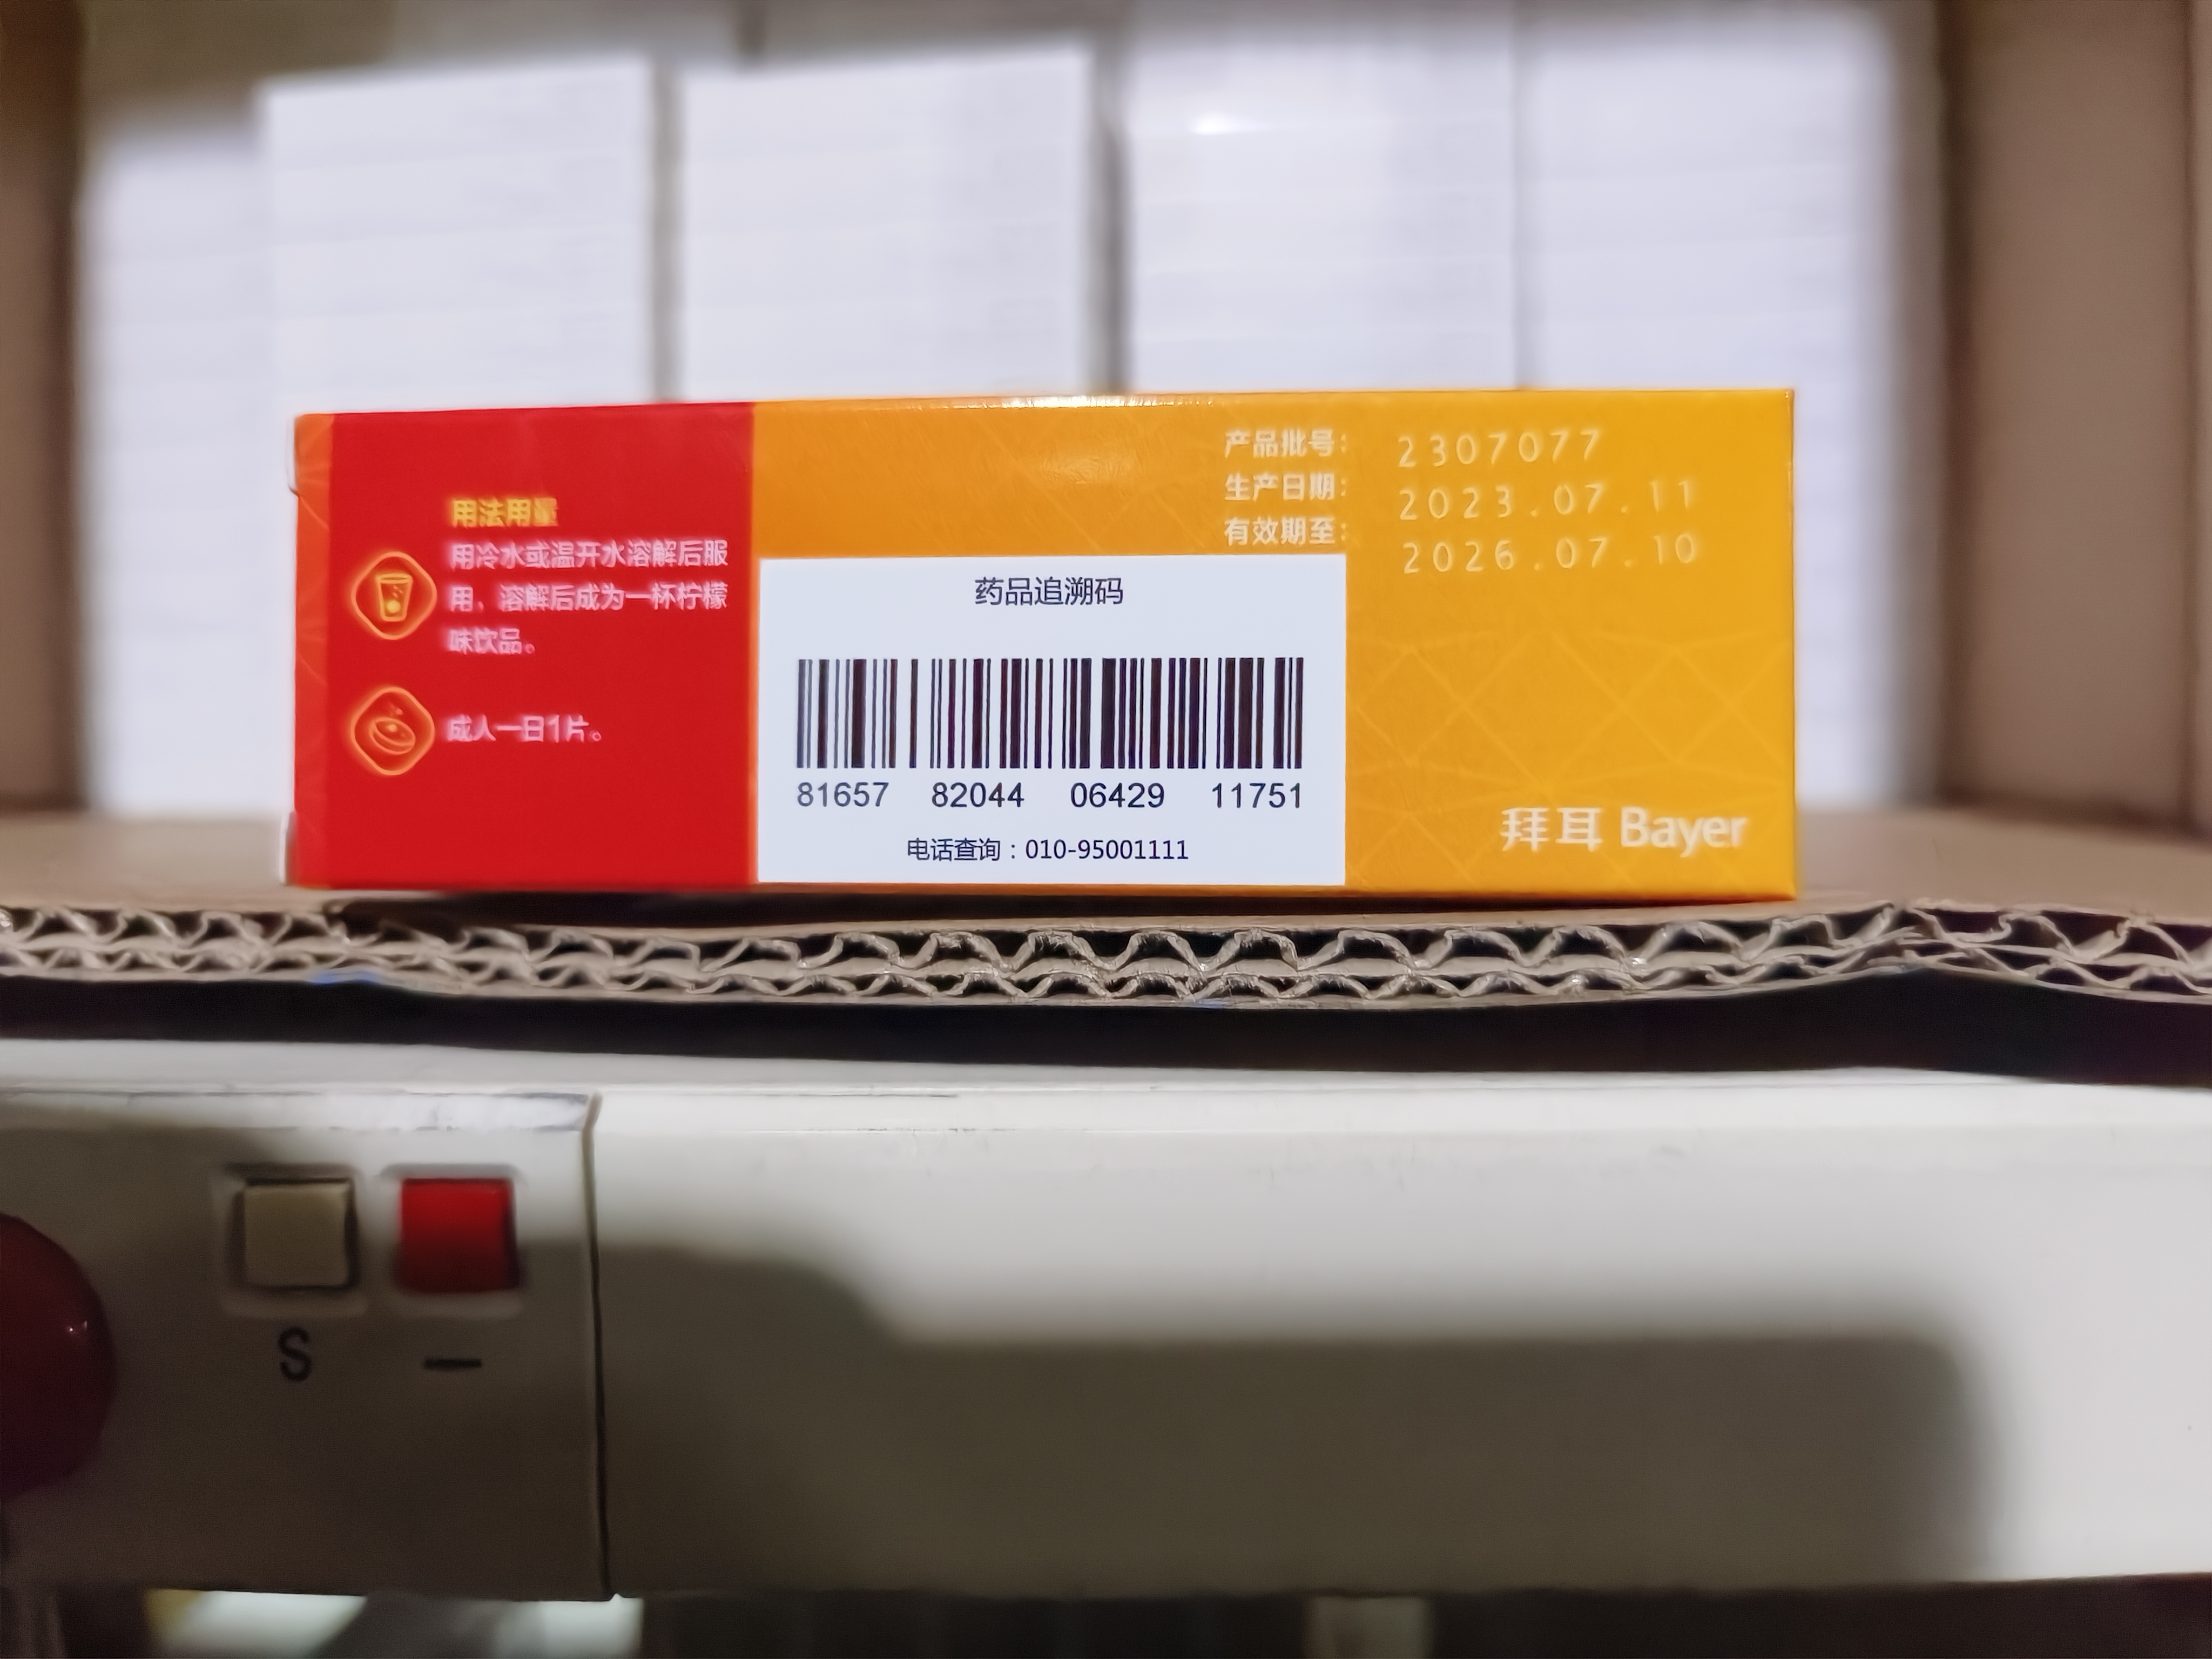 用法用量
用冷水或温开水溶解后服
用，溶解后成为一杯柠檬
味饮品。
成人一日1片。
产品批号： 2307077
生产日期： 2023.07.11
有效期至： 2026.07.10
药品追溯码
81657 82044 06429 11751
电话查询：010-95001111
拜耳 Bayer
S
—